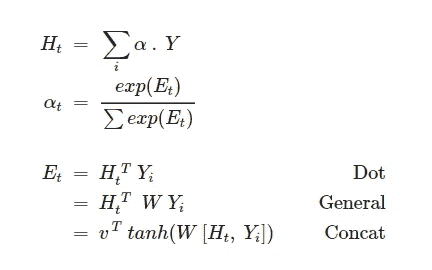 H_t = ∑_i α . Y
α_t = exp(E_t) / ∑ exp(E_t)
E_t = H_t^T Y_i Dot
= H_t^T W Y_i General
= v^T tanh(W [H_t, Y_i]) Concat